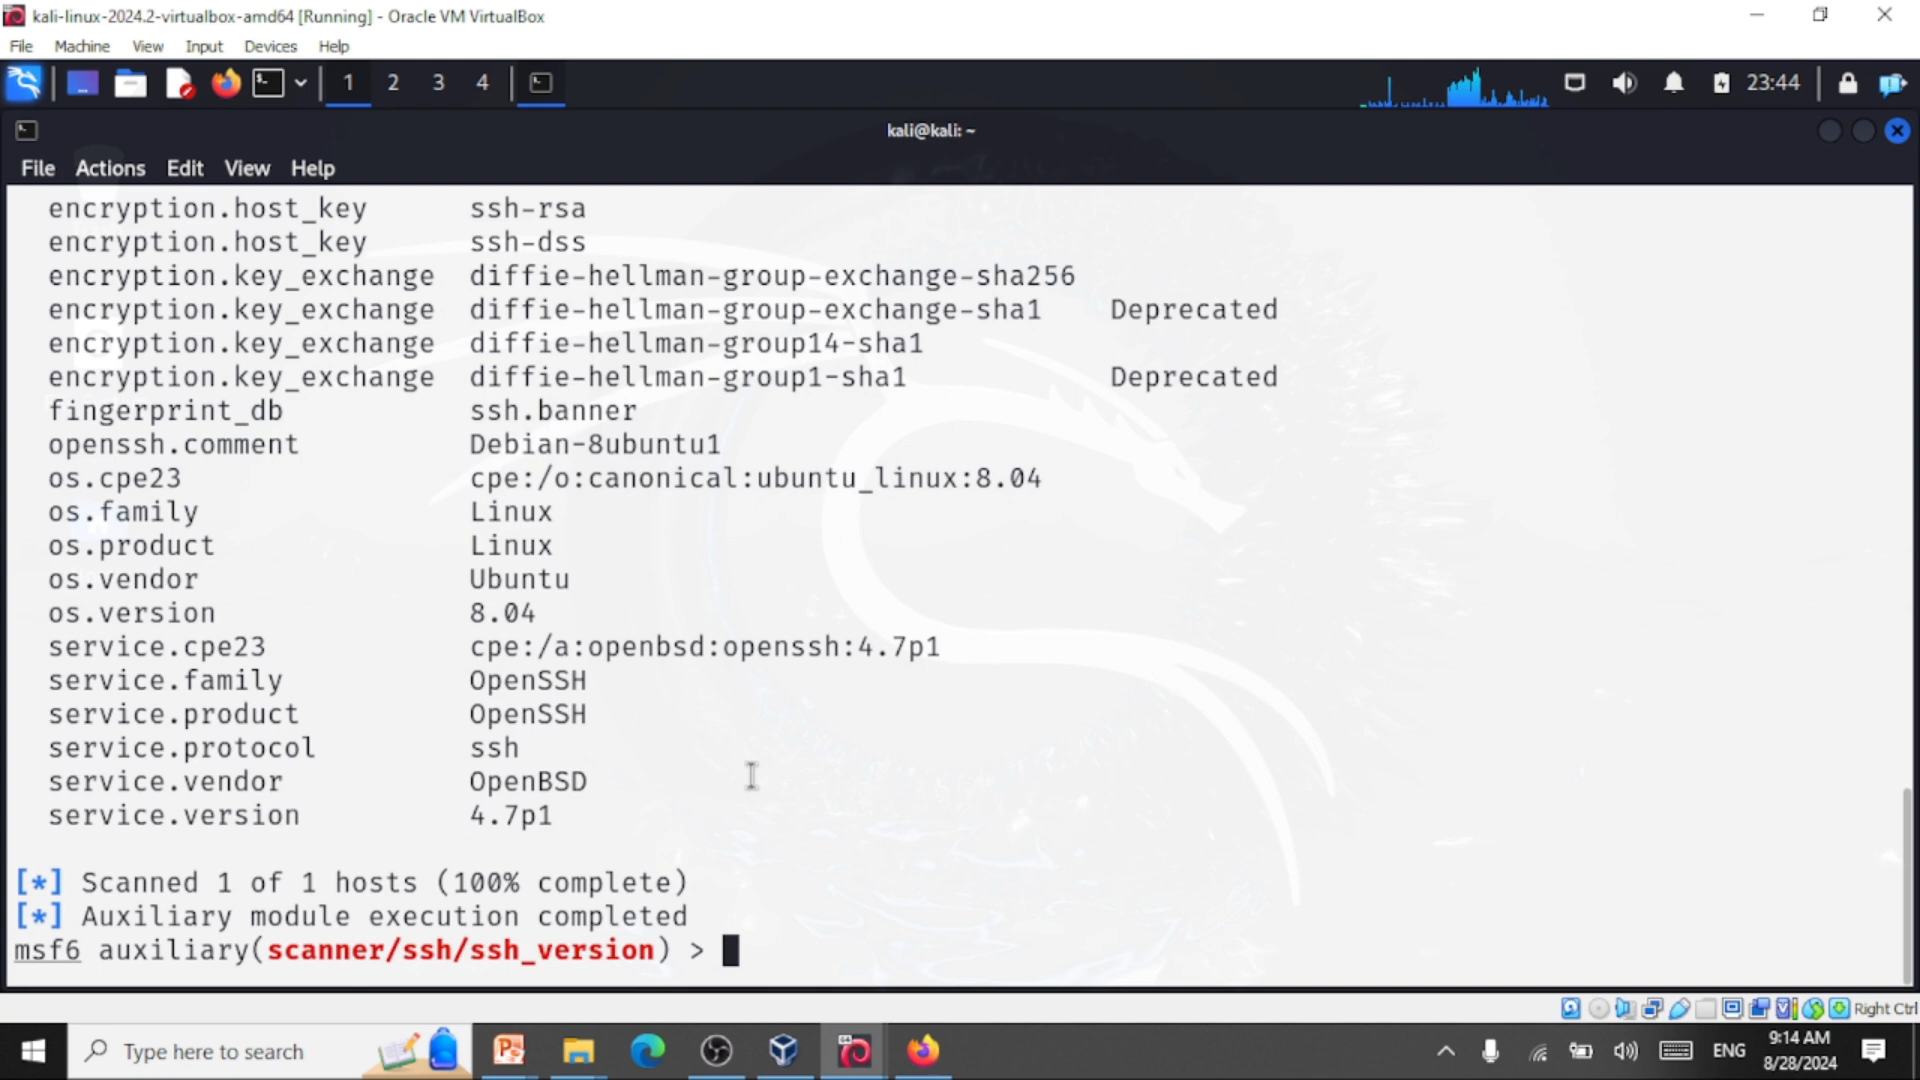 kali-linux-2024.2-virtualbox-amd64 [Running] - Oracle VM VirtualBox
File Machine View Input Devices Help
1 2 3 4 23:44
kali@kali: ~
File Actions Edit View Help
encryption.host_key ssh-rsa
encryption.host_key ssh-dss
encryption.key_exchange diffie-hellman-group-exchange-sha256
encryption.key_exchange diffie-hellman-group-exchange-sha1 Deprecated
encryption.key_exchange diffie-hellman-group14-sha1
encryption.key_exchange diffie-hellman-group1-sha1 Deprecated
fingerprint_db ssh.banner
openssh.comment Debian-8ubuntu1
os.cpe23 cpe:/o:canonical:ubuntu_linux:8.04
os.family Linux
os.product Linux
os.vendor Ubuntu
os.version 8.04
service.cpe23 cpe:/a:openbsd:openssh:4.7p1
service.family OpenSSH
service.product OpenSSH
service.protocol ssh
service.vendor OpenBSD
service.version 4.7p1
[*] Scanned 1 of 1 hosts (100% complete)
[*] Auxiliary module execution completed
msf6 auxiliary(scanner/ssh/ssh_version) >
Right Ctrl
Type here to search
ENG
9:14 AM
8/28/2024